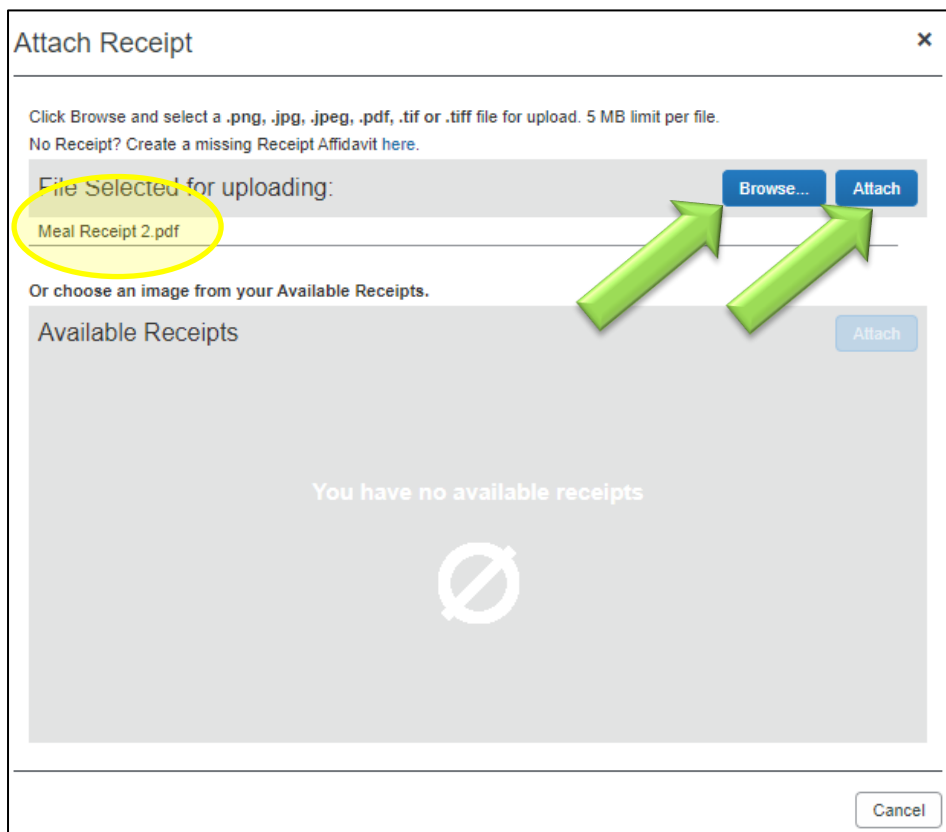 Attach Receipt ×
Click Browse and select a .png, .jpg, .jpeg, .pdf, .tif or .tiff file for upload. 5 MB limit per file.
No Receipt? Create a missing Receipt Affidavit here.
File Selected for uploading: Browse... Attach
Meal Receipt 2.pdf
Or choose an image from your Available Receipts.
Available Receipts Attach
You have no available receipts
Cancel